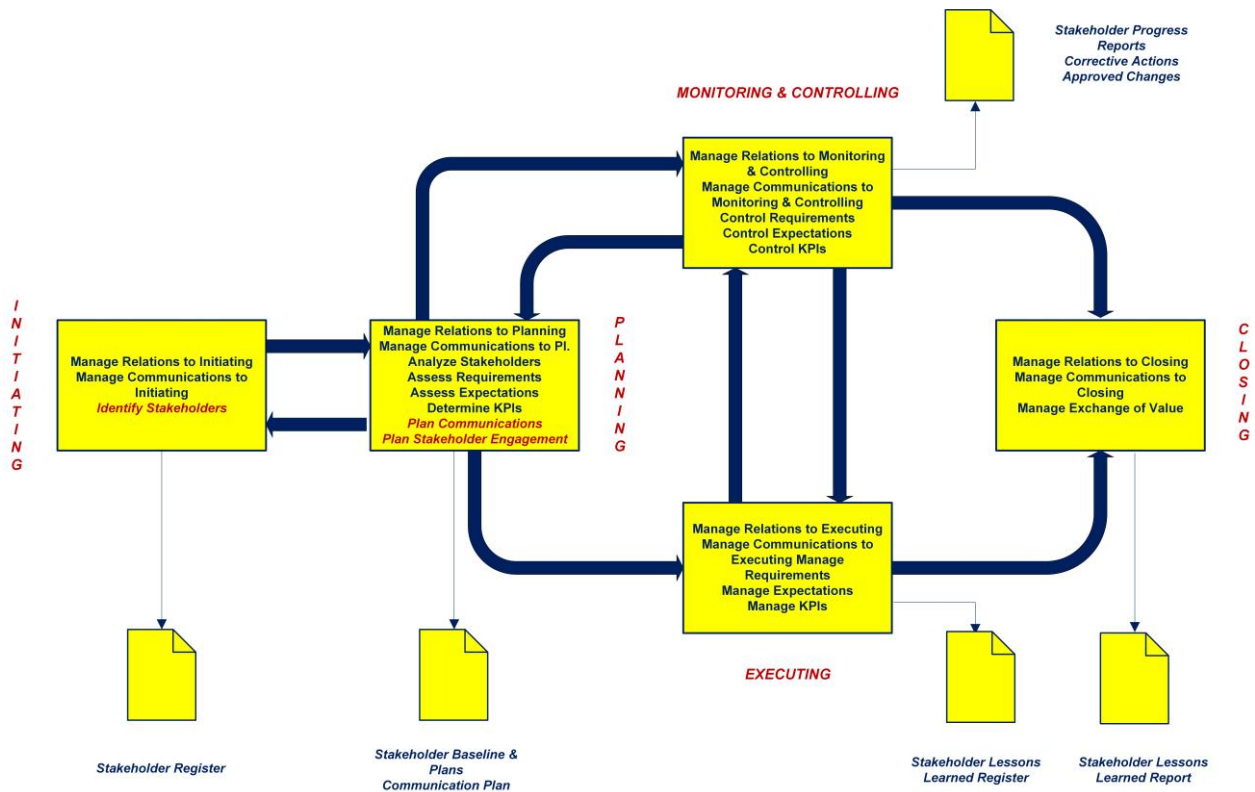 Stakeholder Progress
Reports
Corrective Actions
Approved Changes
MONITORING & CONTROLLING
Manage Relations to Monitoring
& Controlling
Manage Communications to
Monitoring & Controlling
Control Requirements
Control Expectations
Control KPIs
INITIATING
Manage Relations to Initiating
Manage Communications to
Initiating
Identify Stakeholders
Manage Relations to Planning
Manage Communications to Pl.
Analyze Stakeholders
Assess Requirements
Assess Expectations
Determine KPIs
Plan Communications
Plan Stakeholder Engagement
PLANNING
Manage Relations to Closing
Manage Communications to
Closing
Manage Exchange of Value
CLOSING
Manage Relations to Executing
Manage Communications to
Executing Manage
Requirements
Manage Expectations
Manage KPIs
EXECUTING
Stakeholder Register
Stakeholder Baseline &
Plans
Communication Plan
Stakeholder Lessons
Learned Register
Stakeholder Lessons
Learned Report